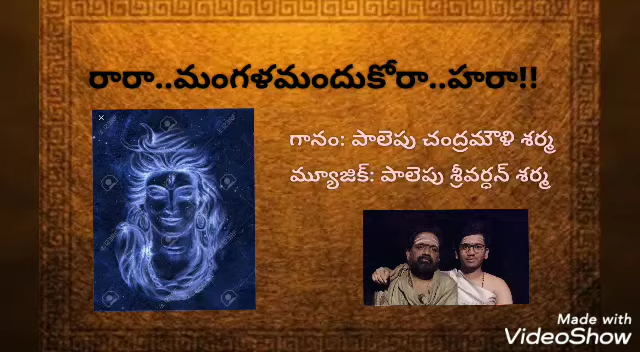 రారా..మంగళమందుకోరా..హరా!!
గానం: పాలెపు చంద్రమౌళి శర్మ
మ్యూజిక్: పాలెపు శ్రీవర్ధన్ శర్మ
Made with
VideoShow